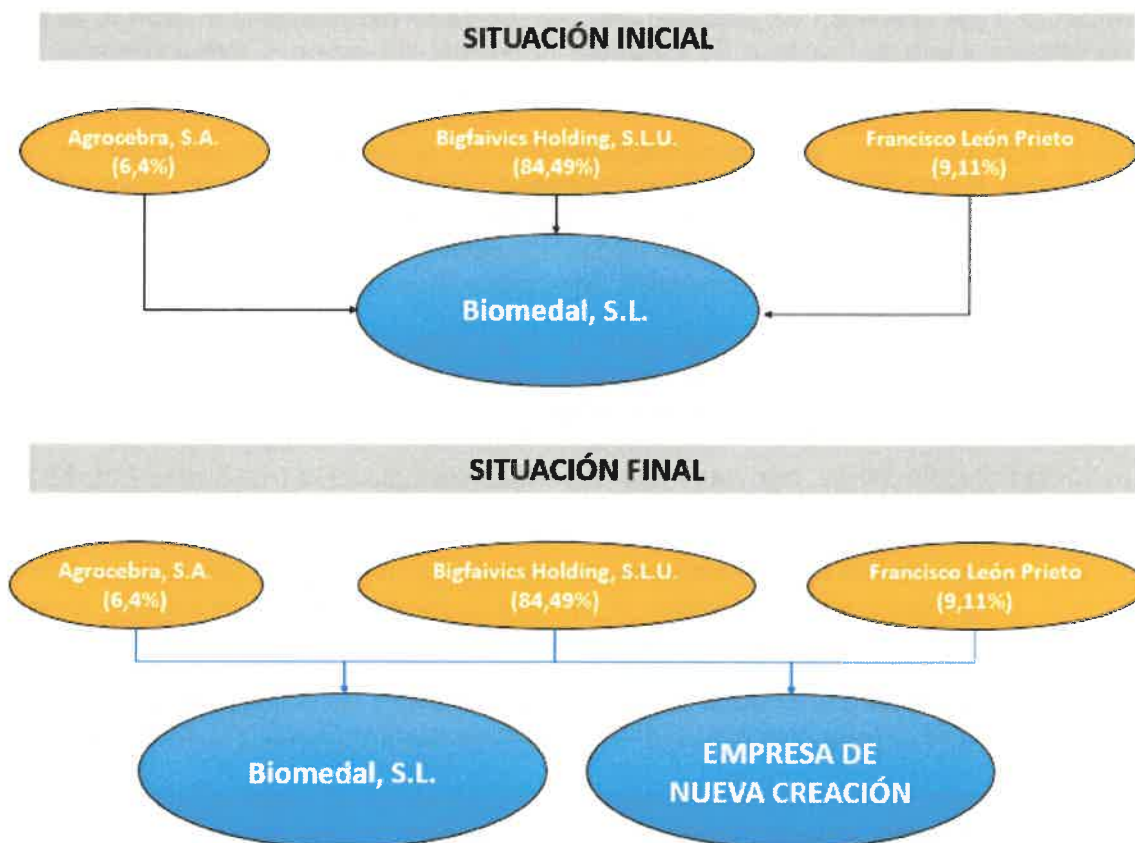 SITUACIÓN INICIAL
Agrocebra, S.A.
(6,4%)
Bigfaivics Holding, S.L.U.
(84,49%)
Francisco León Prieto
(9,11%)
Biomedal, S.L.
SITUACIÓN FINAL
Agrocebra, S.A.
(6,4%)
Bigfaivics Holding, S.L.U.
(84,49%)
Francisco León Prieto
(9,11%)
Biomedal, S.L.
EMPRESA DE
NUEVA CREACIÓN